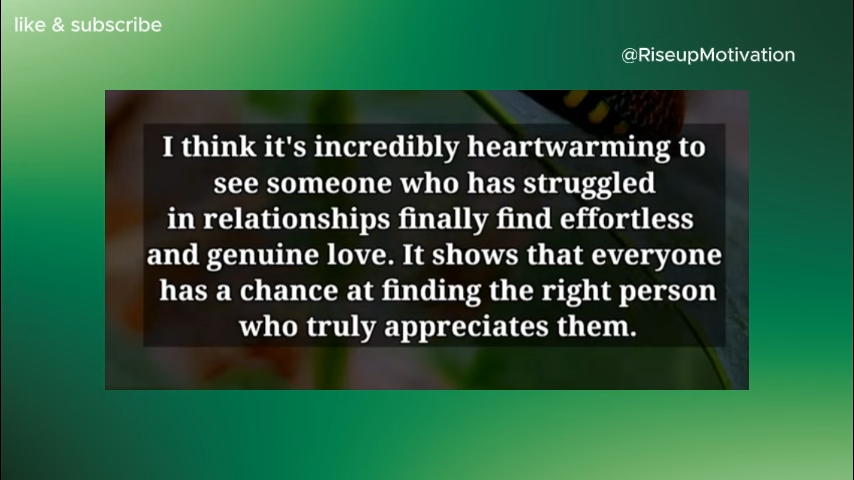 like & subscribe
@RiseupMotivation
I think it's incredibly heartwarming to
see someone who has struggled
in relationships finally find effortless
and genuine love. It shows that everyone
has a chance at finding the right person
who truly appreciates them.